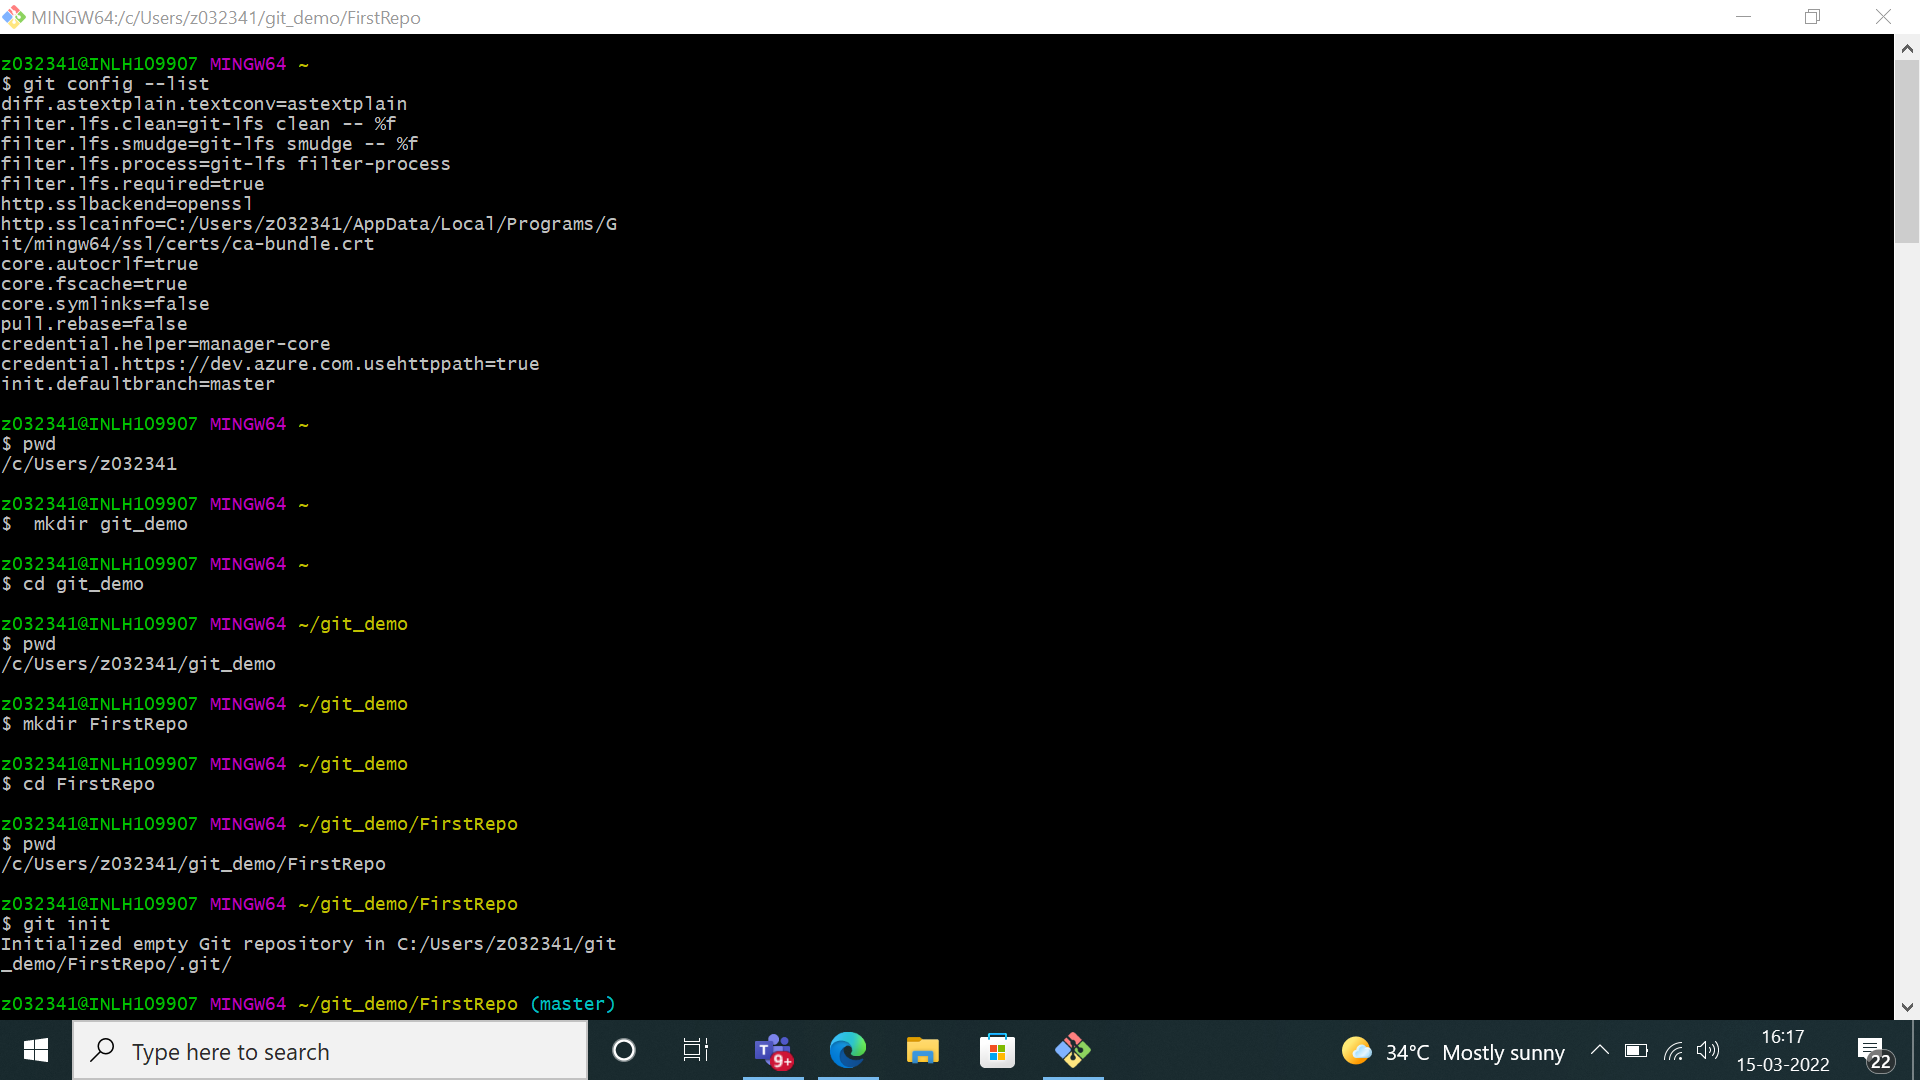 MINGW64:/c/Users/z032341/git_demo/FirstRepo
z032341@INLH109907 MINGW64 ~
$ git config --list
diff.astextplain.textconv=astextplain
filter.lfs.clean=git-lfs clean -- %f
filter.lfs.smudge=git-lfs smudge -- %f
filter.lfs.process=git-lfs filter-process
filter.lfs.required=true
http.sslbackend=openssl
http.sslcainfo=C:/Users/z032341/AppData/Local/Programs/G
it/mingw64/ssl/certs/ca-bundle.crt
core.autocrlf=true
core.fscache=true
core.symlinks=false
pull.rebase=false
credential.helper=manager-core
credential.https://dev.azure.com.usehttppath=true
init.defaultbranch=master
z032341@INLH109907 MINGW64 ~
$ pwd
/c/Users/z032341
z032341@INLH109907 MINGW64 ~
$  mkdir git_demo
z032341@INLH109907 MINGW64 ~
$ cd git_demo
z032341@INLH109907 MINGW64 ~/git_demo
$ pwd
/c/Users/z032341/git_demo
z032341@INLH109907 MINGW64 ~/git_demo
$ mkdir FirstRepo
z032341@INLH109907 MINGW64 ~/git_demo
$ cd FirstRepo
z032341@INLH109907 MINGW64 ~/git_demo/FirstRepo
$ pwd
/c/Users/z032341/git_demo/FirstRepo
z032341@INLH109907 MINGW64 ~/git_demo/FirstRepo
$ git init
Initialized empty Git repository in C:/Users/z032341/git
_demo/FirstRepo/.git/
z032341@INLH109907 MINGW64 ~/git_demo/FirstRepo (master)
Type here to search
T
9+
34°C Mostly sunny
16:17
15-03-2022
22